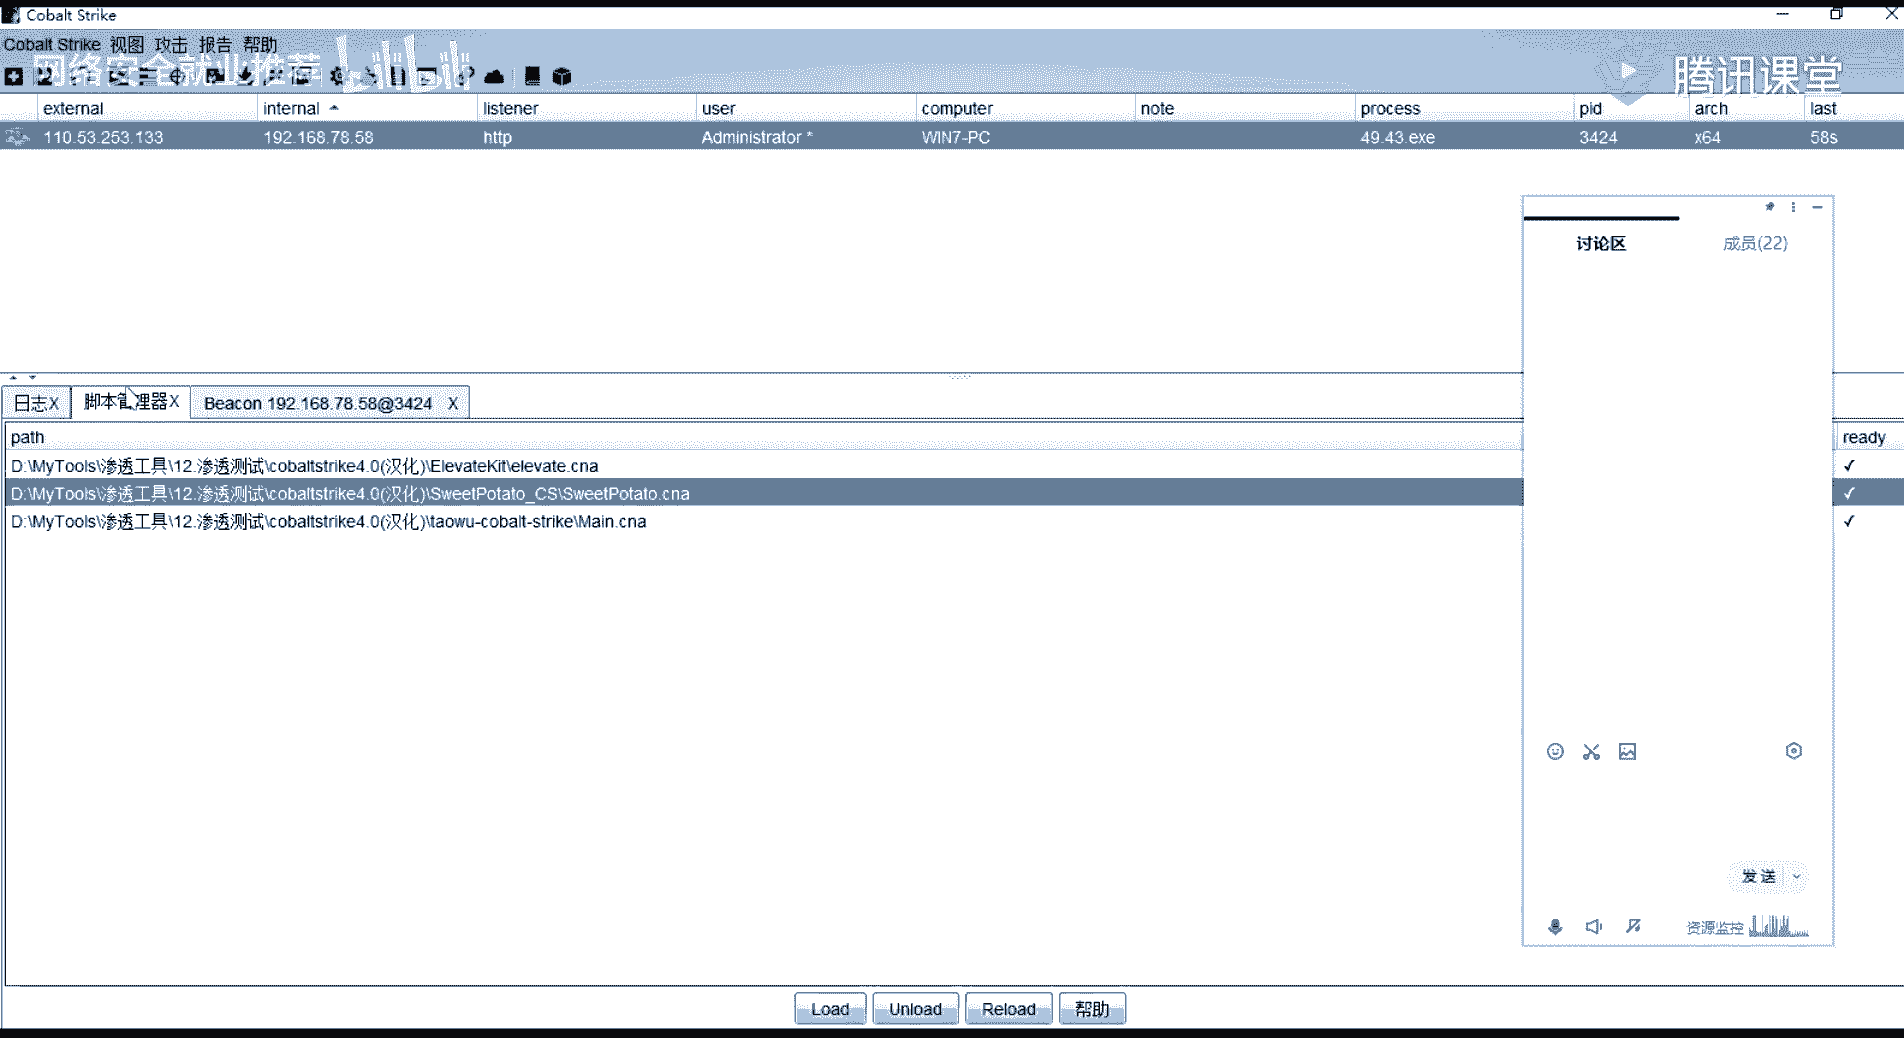 Cobalt Strike
Cobalt Strike 视图 攻击 报告 帮助
网络安全就业推荐
腾讯课堂
external internal listener user computer note process pid arch last
110.53.253.133 192.168.78.58 http Administrator * WIN7-PC 49.43.exe 3424 x64 58s
讨论区 成员(22)
日志X 脚本管理器X Beacon 192.168.78.58@3424 X
path ready
D:\MyTools\渗透工具\12.渗透测试\cobaltstrike4.0(汉化)\ElevateKit\elevate.cna ✓
D:\MyTools\渗透工具\12.渗透测试\cobaltstrike4.0(汉化)\SweetPotato_CS\SweetPotato.cna ✓
D:\MyTools\渗透工具\12.渗透测试\cobaltstrike4.0(汉化)\taowu-cobalt-strike\Main.cna ✓
发送
资源监控
Load Unload Reload 帮助